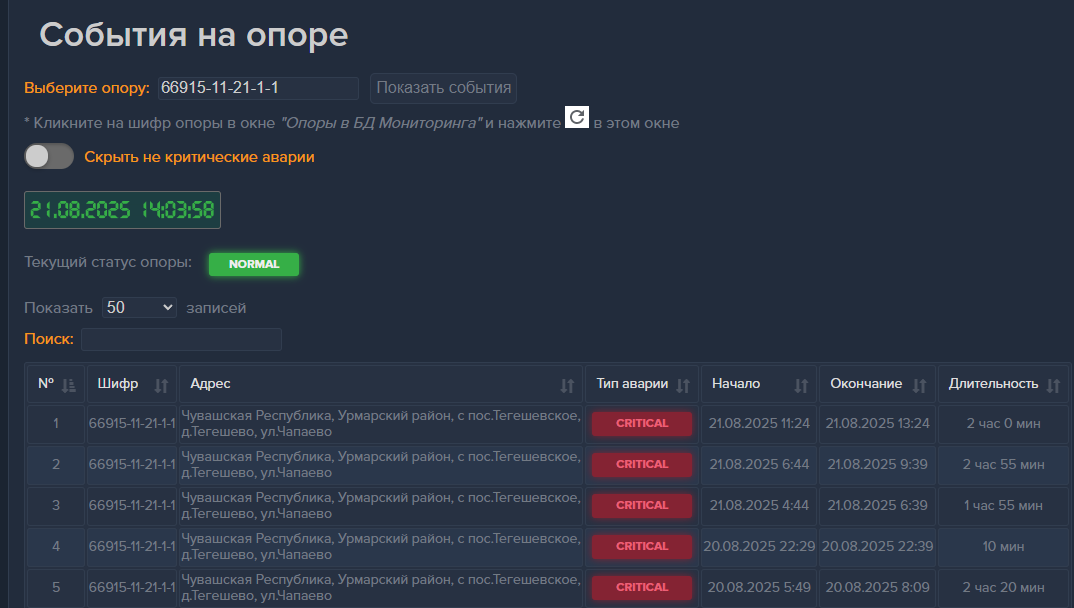 События на опоре
Выберите опору: 66915-11-21-1-1 Показать события
* Кликните на шифр опоры в окне "Опоры в БД Мониторинга" и нажмите в этом окне
Скрыть не критические аварии
21.08.2025 14:03:58
Текущий статус опоры: NORMAL
Показать 50 записей
Поиск:
№ Шифр Адрес Тип аварии Начало Окончание Длительность
1 66915-11-21-1-1 Чувашская Республика, Урмарский район, с пос.Тегешевское, CRITICAL 21.08.2025 11:24 21.08.2025 13:24 2 час 0 мин
д.Тегешево, ул.Чапаево
2 66915-11-21-1-1 Чувашская Республика, Урмарский район, с пос.Тегешевское, CRITICAL 21.08.2025 6:44 21.08.2025 9:39 2 час 55 мин
д.Тегешево, ул.Чапаево
3 66915-11-21-1-1 Чувашская Республика, Урмарский район, с пос.Тегешевское, CRITICAL 21.08.2025 4:44 21.08.2025 6:39 1 час 55 мин
д.Тегешево, ул.Чапаево
4 66915-11-21-1-1 Чувашская Республика, Урмарский район, с пос.Тегешевское, CRITICAL 20.08.2025 22:29 20.08.2025 22:39 10 мин
д.Тегешево, ул.Чапаево
5 66915-11-21-1-1 Чувашская Республика, Урмарский район, с пос.Тегешевское, CRITICAL 20.08.2025 5:49 20.08.2025 8:09 2 час 20 мин
д.Тегешево, ул.Чапаево